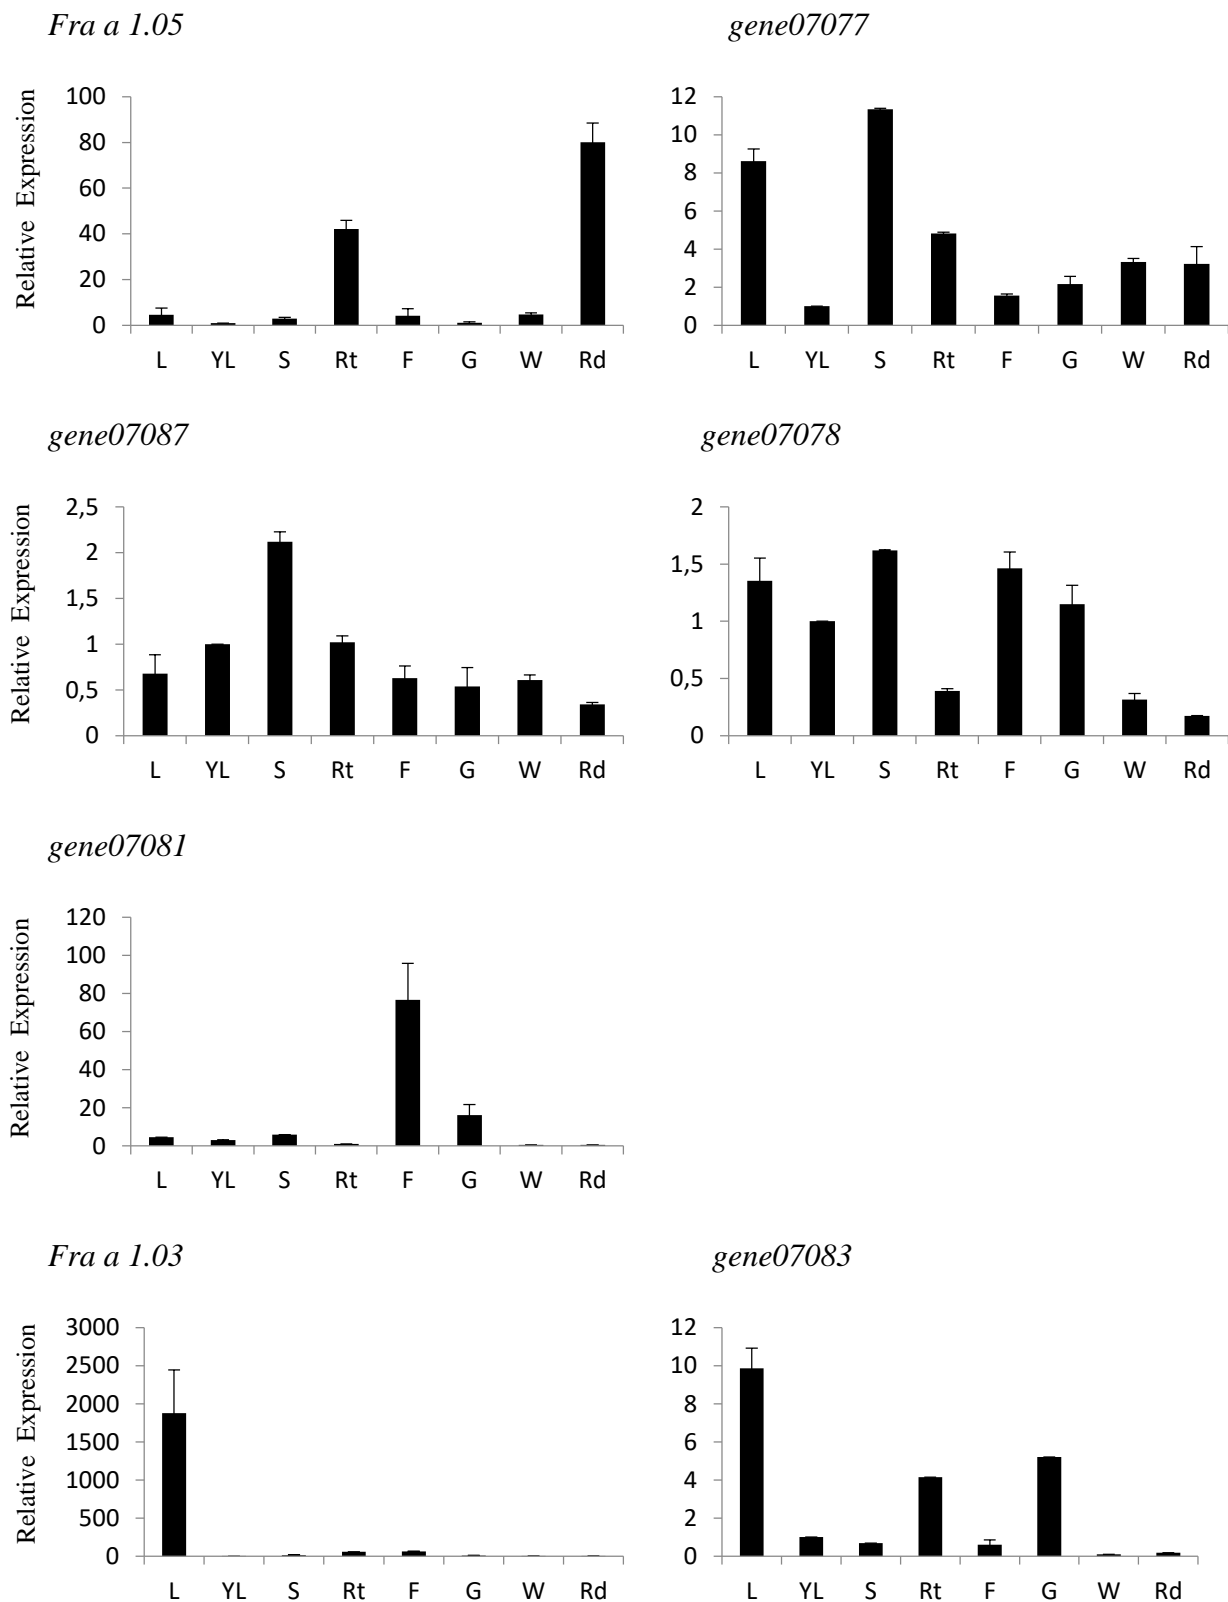 Fra a 1.05
gene07077
Relative Expression
100
80
60
40
20
0
L YL S Rt F G W Rd
12
10
8
6
4
2
0
L YL S Rt F G W Rd
gene07087
gene07078
Relative Expression
2,5
2
1,5
1
0,5
0
L YL S Rt F G W Rd
2
1,5
1
0,5
0
L YL S Rt F G W Rd
gene07081
Relative Expression
120
100
80
60
40
20
0
L YL S Rt F G W Rd
Fra a 1.03
gene07083
Relative Expression
3000
2500
2000
1500
1000
500
0
L YL S Rt F G W Rd
12
10
8
6
4
2
0
L YL S Rt F G W Rd